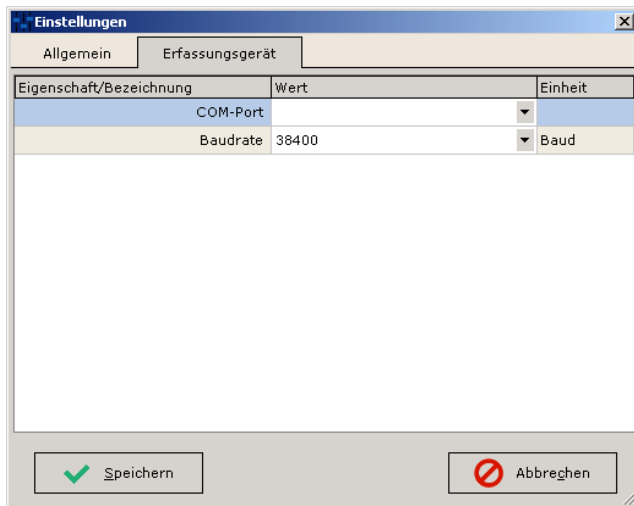 Einstellungen
Allgemein Erfassungsgerät
Eigenschaft/Bezeichnung Wert Einheit
COM-Port
Baudrate 38400 Baud
Speichern Abbrechen